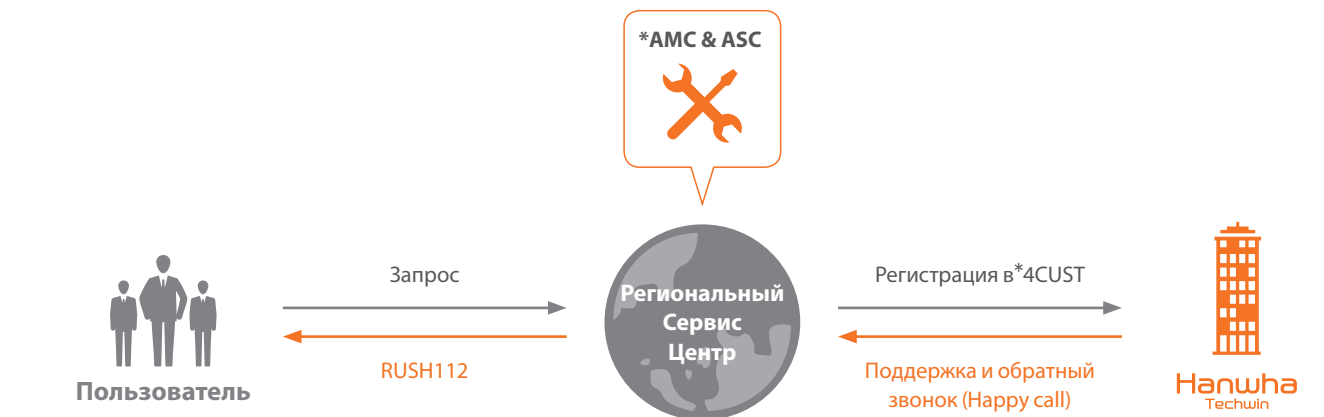 *AMC & ASC
Запрос
Региональный
Сервис
Центр
Регистрация в*4CUST
RUSH112
Поддержка и обратный
звонок (Happy call)
Пользователь
Hanwha
Techwin